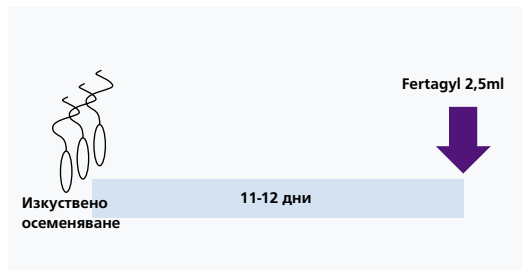 Fertagyl 2,5ml
11-12 дни
Изкуствено
осеменяване